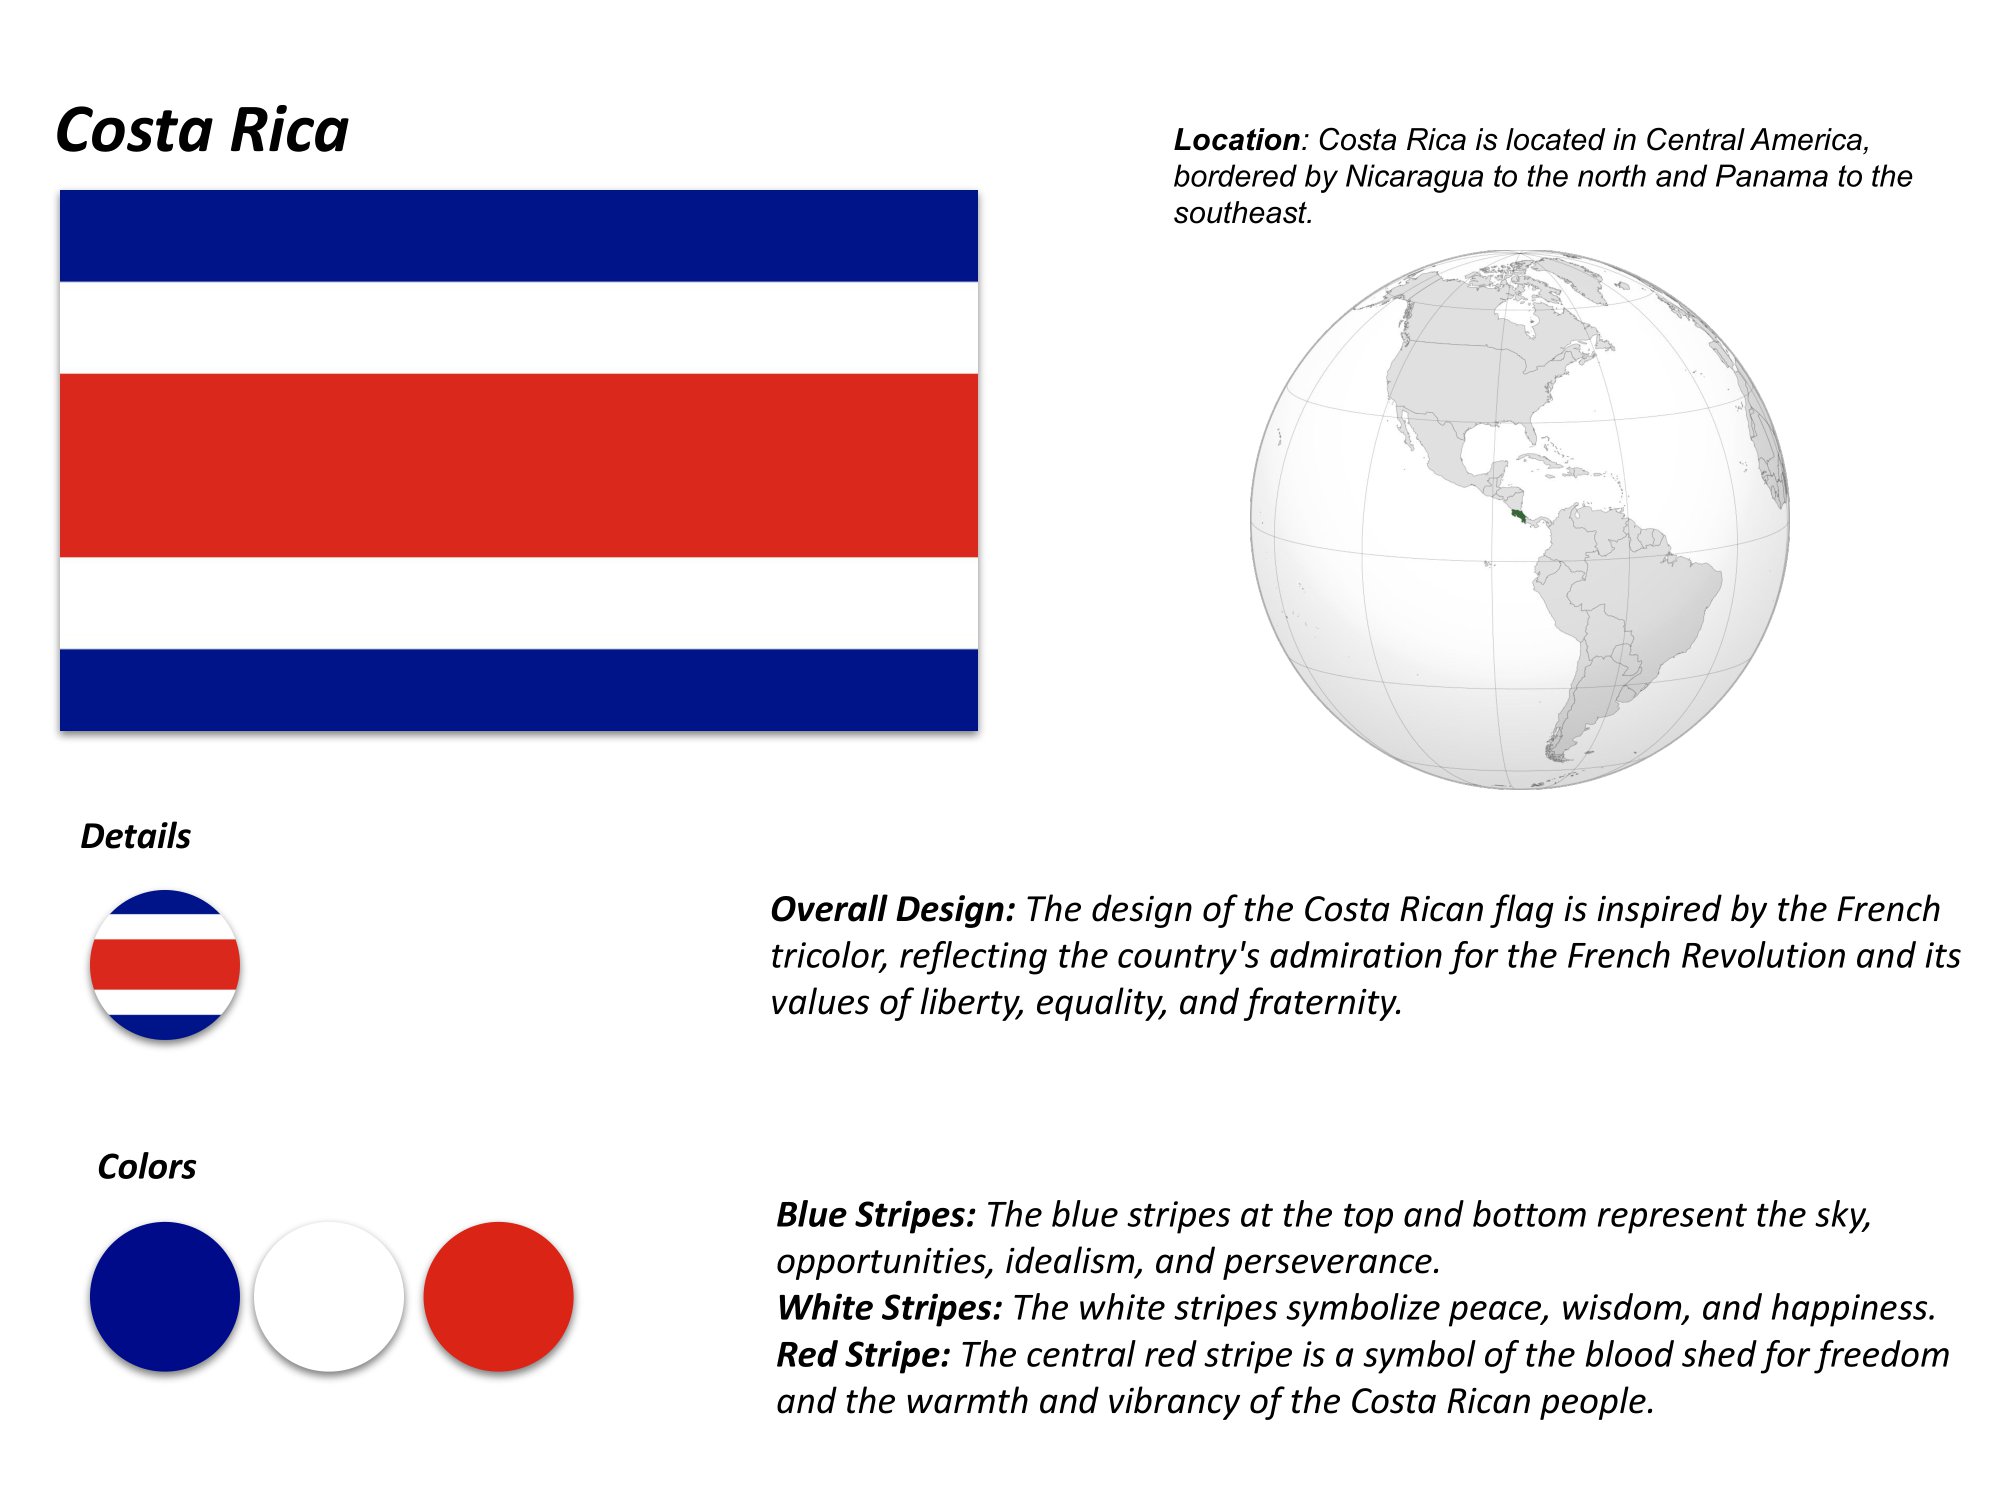 Costa Rica
Location: Costa Rica is located in Central America,
bordered by Nicaragua to the north and Panama to the
southeast.
Details
Overall Design: The design of the Costa Rican flag is inspired by the French
tricolor, reflecting the country's admiration for the French Revolution and its
values of liberty, equality, and fraternity.
Colors
Blue Stripes: The blue stripes at the top and bottom represent the sky,
opportunities, idealism, and perseverance.
White Stripes: The white stripes symbolize peace, wisdom, and happiness.
Red Stripe: The central red stripe is a symbol of the blood shed for freedom
and the warmth and vibrancy of the Costa Rican people.